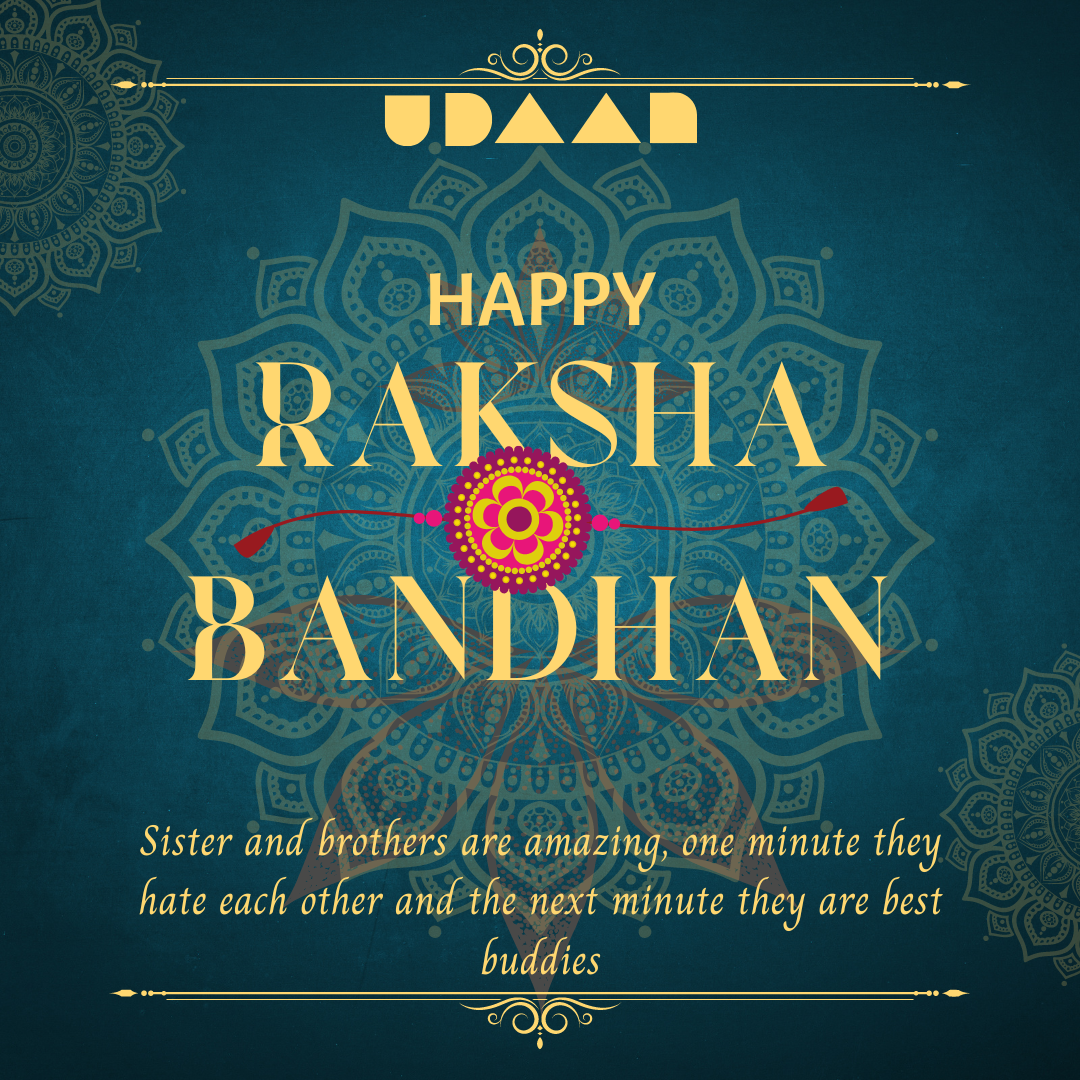 UDAAN
HAPPY
RAKSHA
BANDHAN
Sister and brothers are amazing, one minute they
hate each other and the next minute they are best
buddies